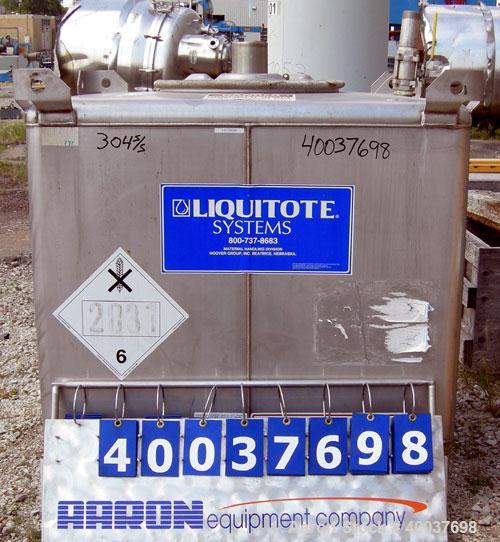 01
304 S/S
40037698
LIQUITOTE®
SYSTEMS
800-737-8683
MATERIAL HANDLING DIVISION
HOOVER GROUP, INC. BEATRICE, NEBRASKA.
2831
6
40037698
AARON equipment company
40037698